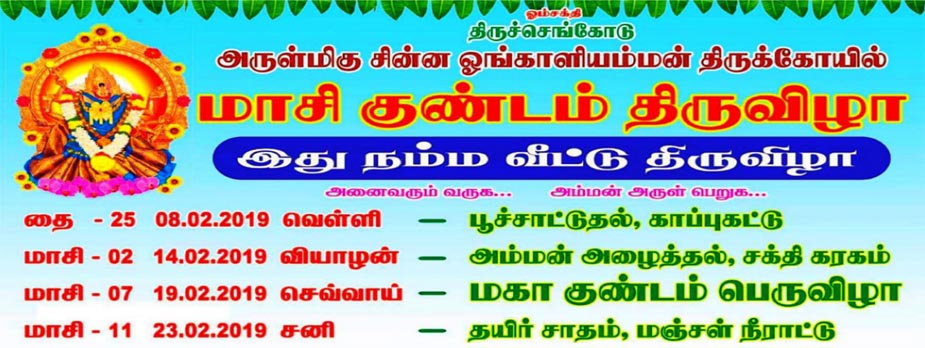 ஓம்சக்தி
திருச்செங்கோடு
அருள்மிகு சின்ன ஓங்காளியம்மன் திருக்கோயில்
மாசி குண்டம் திருவிழா
இது நம்ம வீட்டு திருவிழா
அனைவரும் வருக... அம்மன் அருள் பெறுக...
தை - 25 08.02.2019 வெள்ளி — பூச்சாட்டுதல், காப்புகட்டு
மாசி - 02 14.02.2019 வியாழன் — அம்மன் அழைத்தல், சக்தி கரகம்
மாசி - 07 19.02.2019 செவ்வாய் — மகா குண்டம் பெருவிழா
மாசி - 11 23.02.2019 சனி — தயிர் சாதம், மஞ்சள் நீராட்டு